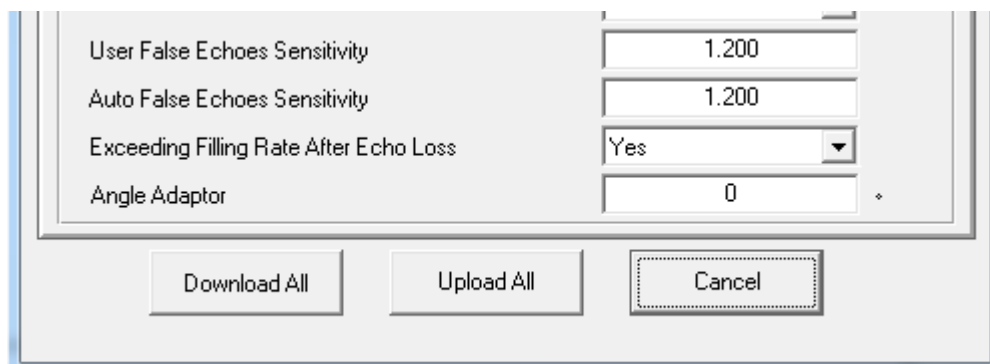 User False Echoes Sensitivity 1.200
Auto False Echoes Sensitivity 1.200
Exceeding Filling Rate After Echo Loss Yes
Angle Adaptor 0 °
Download All Upload All Cancel